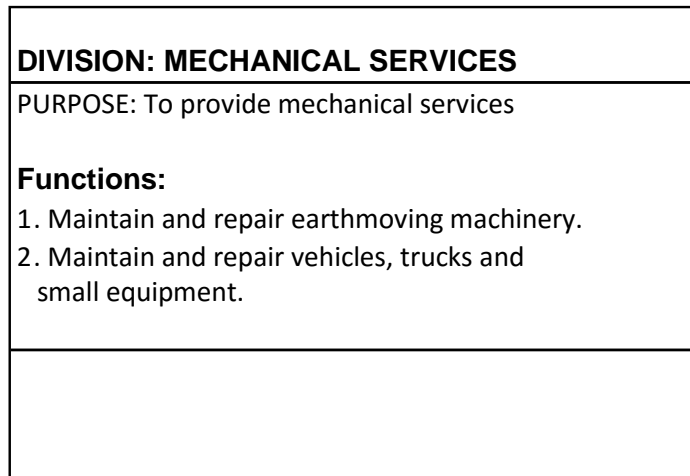 DIVISION: MECHANICAL SERVICES
PURPOSE: To provide mechanical services
Functions:
1. Maintain and repair earthmoving machinery.
2. Maintain and repair vehicles, trucks and
small equipment.